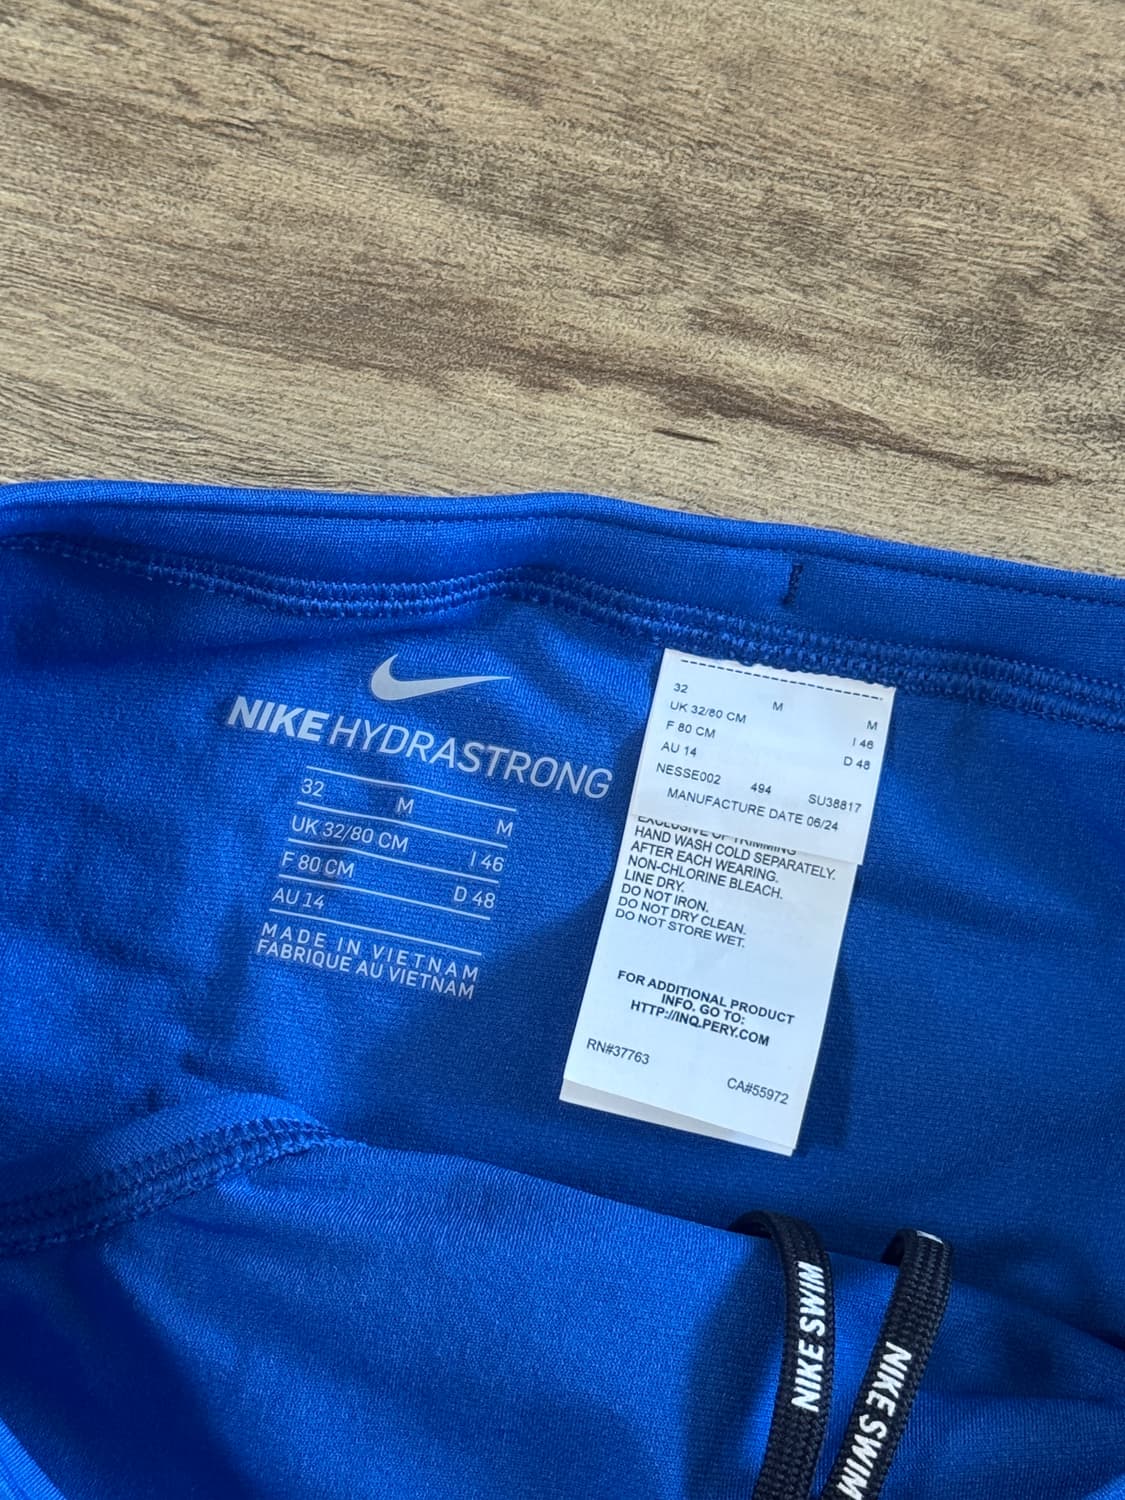 NIKE HYDRASTRONG
32 M M
UK 32/80 CM I 46
F 80 CM D 48
AU 14
MADE IN VIETNAM
FABRIQUE AU VIETNAM
32 M M
UK 32/80 CM I 46
F 80 CM D 48
AU 14
NESSE002 494 SU38817
MANUFACTURE DATE 06/24
EXCLUSIVE OF TRIMMING
HAND WASH COLD SEPARATELY.
AFTER EACH WEARING.
NON-CHLORINE BLEACH.
LINE DRY.
DO NOT IRON.
DO NOT DRY CLEAN.
DO NOT STORE WET.
FOR ADDITIONAL PRODUCT
INFO. GO TO:
HTTP://INQ.PERY.COM
RN#37763
CA#55972
NIKE SWIM
NIKE SWIM